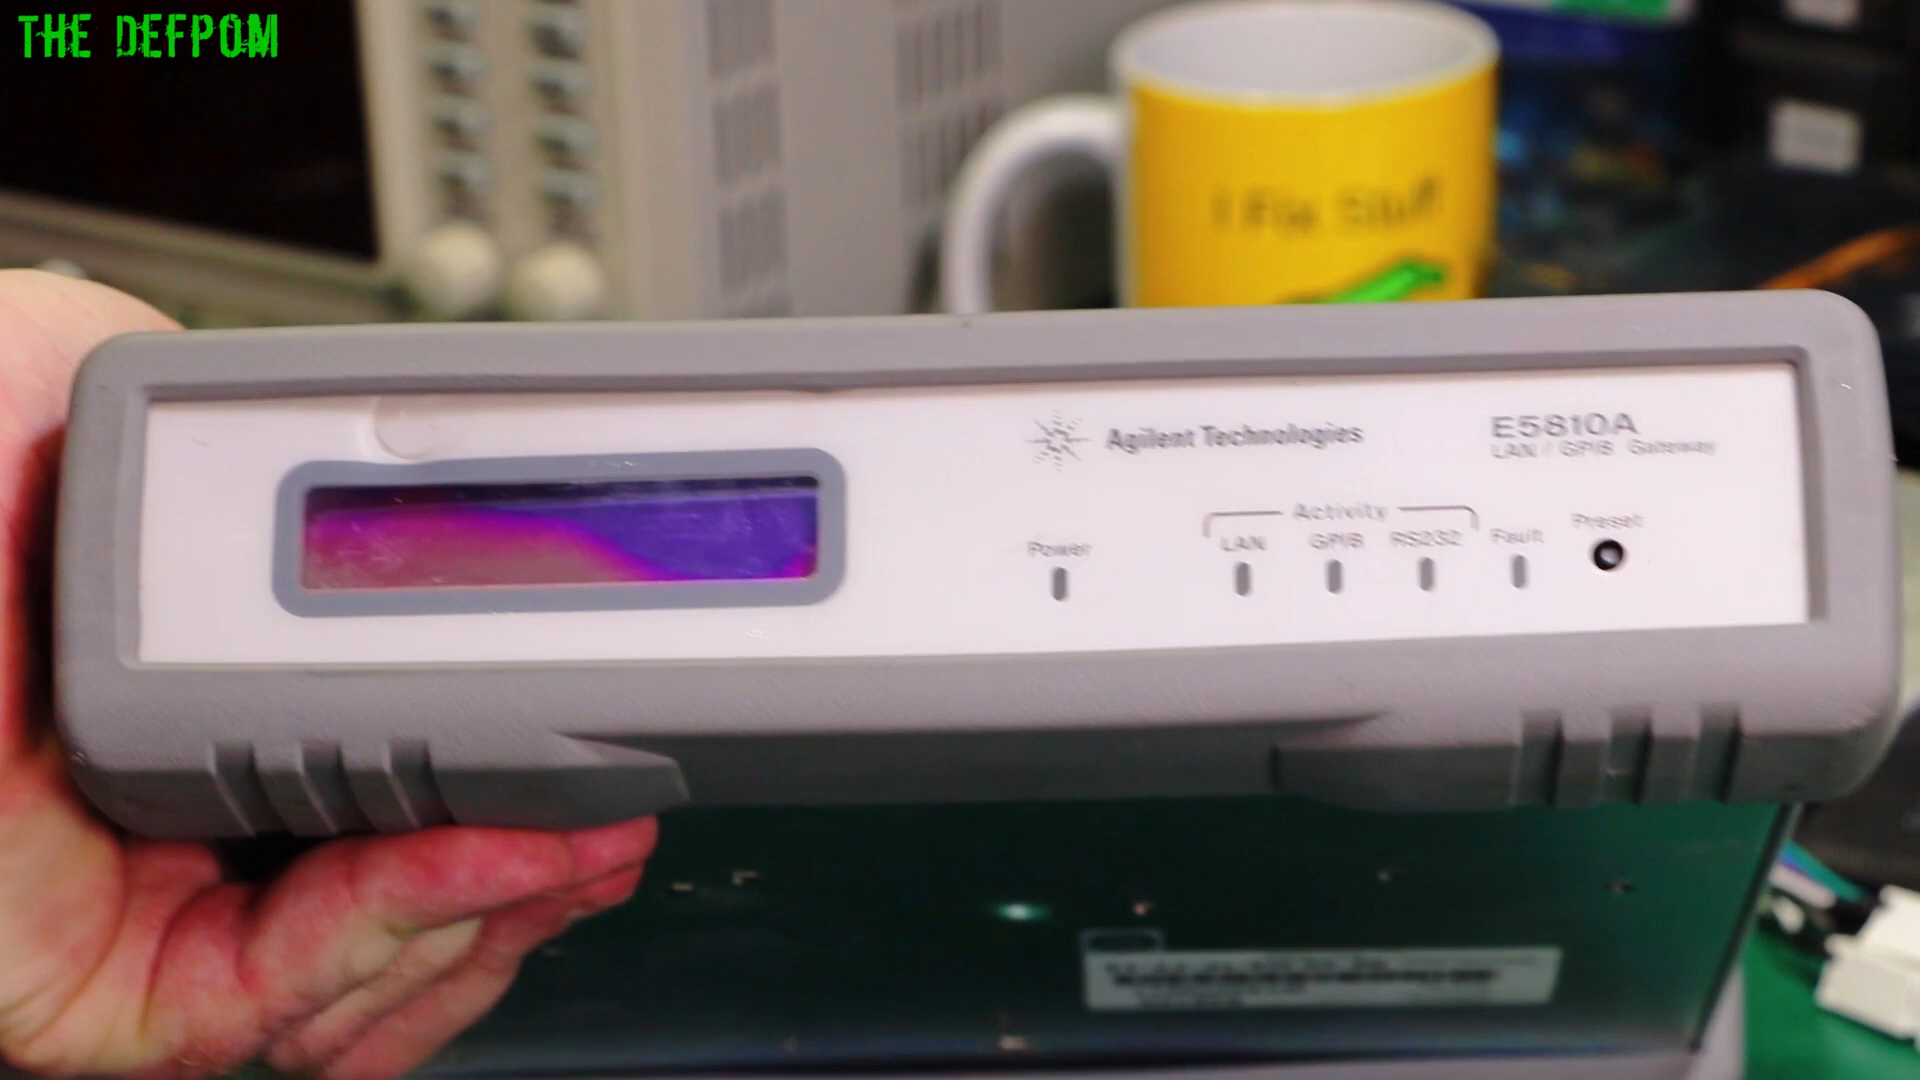 THE DEFPOM
I Fix Stuff
Agilent Technologies
E5810A
LAN / GPIB Gateway
Activity
Power
LAN
GPIB
RS232
Fault
Preset